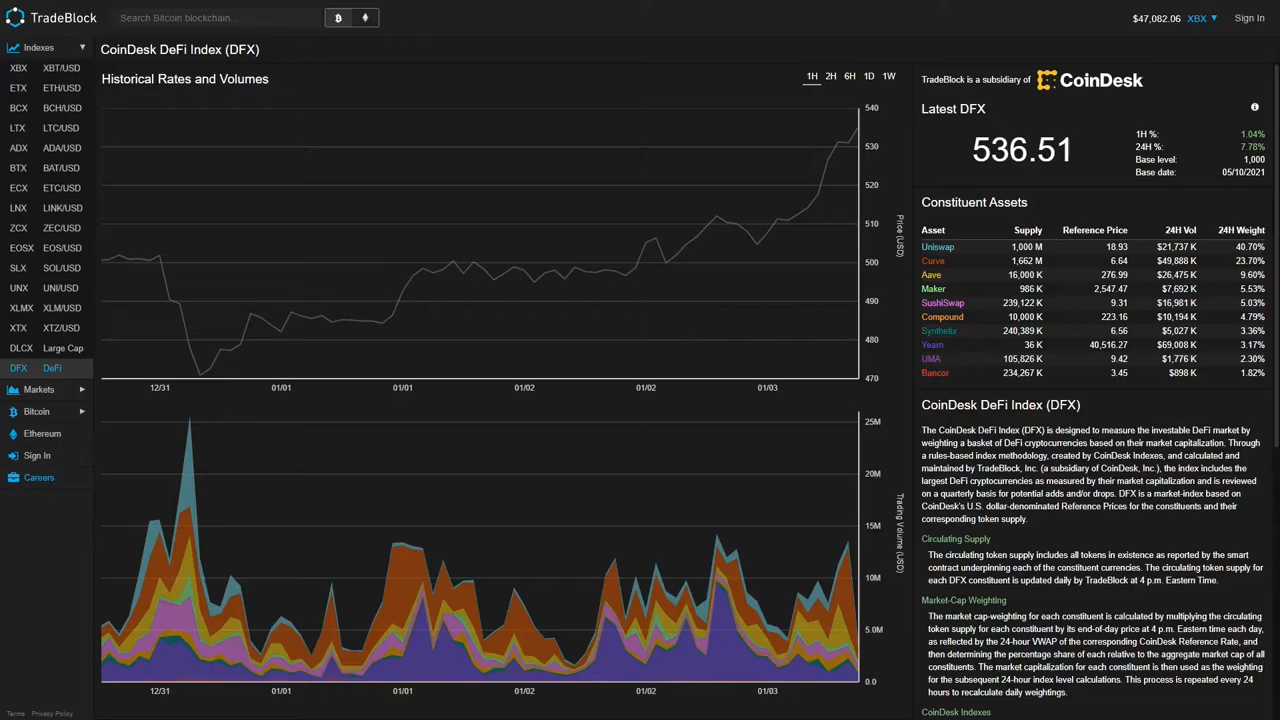 TradeBlock
Search Bitcoin blockchain...
$47,082.06 XBX ▼ Sign In
Indexes ▼
XBX XBT/USD
ETX ETH/USD
BCX BCH/USD
LTX LTC/USD
ADX ADA/USD
BTX BAT/USD
ECX ETC/USD
LNX LINK/USD
ZCX ZEC/USD
EOSX EOS/USD
SLX SOL/USD
UNX UNI/USD
XLMX XLM/USD
XTX XTZ/USD
DLCX Large Cap
DFX DeFi
Markets
Bitcoin
Ethereum
Sign In
Careers
Terms Privacy Policy
CoinDesk DeFi Index (DFX)
Historical Rates and Volumes
1H 2H 6H 1D 1W
540
530
520
510
500
490
480
470
Price (USD)
12/31 01/01 01/01 01/02 01/02 01/03
25M
20M
15M
10M
5.0M
0.0
Trading Volume (USD)
12/31 01/01 01/01 01/02 01/02 01/03
TradeBlock is a subsidiary of CoinDesk
Latest DFX
536.51
1H %: 1.04%
24H %: 7.78%
Base level: 1,000
Base date: 05/10/2021
Constituent Assets
Asset Supply Reference Price 24H Vol 24H Weight
Uniswap 1,000 M 18.93 $21,737 K 40.70%
Curve 1,662 M 6.64 $49,888 K 23.70%
Aave 16,000 K 276.99 $26,475 K 9.60%
Maker 986 K 2,547.47 $7,692 K 5.53%
SushiSwap 239,122 K 9.31 $16,981 K 5.03%
Compound 10,000 K 223.16 $10,194 K 4.79%
Synthetix 240,389 K 6.56 $5,027 K 3.36%
Yearn 36 K 40,516.27 $69,008 K 3.17%
UMA 105,826 K 9.42 $1,776 K 2.30%
Bancor 234,267 K 3.45 $898 K 1.82%
CoinDesk DeFi Index (DFX)
The CoinDesk DeFi Index (DFX) is designed to measure the investable DeFi market by
weighting a basket of DeFi cryptocurrencies based on their market capitalization. Through
a rules-based index methodology, created by CoinDesk Indexes, and calculated and
maintained by TradeBlock, Inc. (a subsidiary of CoinDesk, Inc.), the index includes the
largest DeFi cryptocurrencies as measured by their market capitalization and is reviewed
on a quarterly basis for potential adds and/or drops. DFX is a market-index based on
CoinDesk's U.S. dollar-denominated Reference Prices for the constituents and their
corresponding token supply.
Circulating Supply
The circulating token supply includes all tokens in existence as reported by the smart
contract underpinning each of the constituent currencies. The circulating token supply for
each DFX constituent is updated daily by TradeBlock at 4 p.m. Eastern Time.
Market-Cap Weighting
The market cap-weighting for each constituent is calculated by multiplying the circulating
token supply for each constituent by its end-of-day price at 4 p.m. Eastern time each day,
as reflected by the 24-hour VWAP of the corresponding CoinDesk Reference Rate, and
then determining the percentage share of each relative to the aggregate market cap of all
constituents. The market capitalization for each constituent is then used as the weighting
for the subsequent 24-hour index level calculations. This process is repeated every 24
hours to recalculate daily weightings.
CoinDesk Indexes